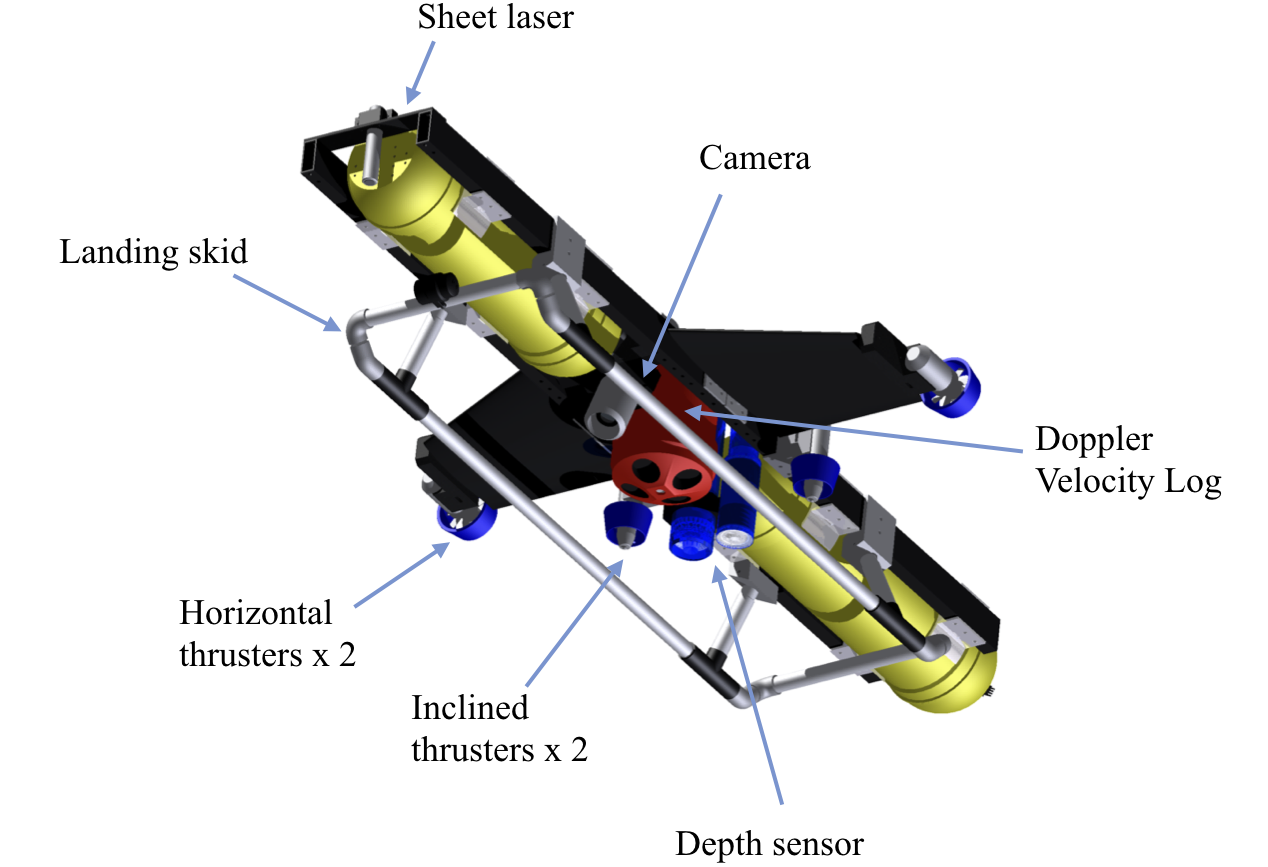 Sheet laser
Camera
Landing skid
Doppler
Velocity Log
Horizontal
thrusters x 2
Inclined
thrusters x 2
Depth sensor